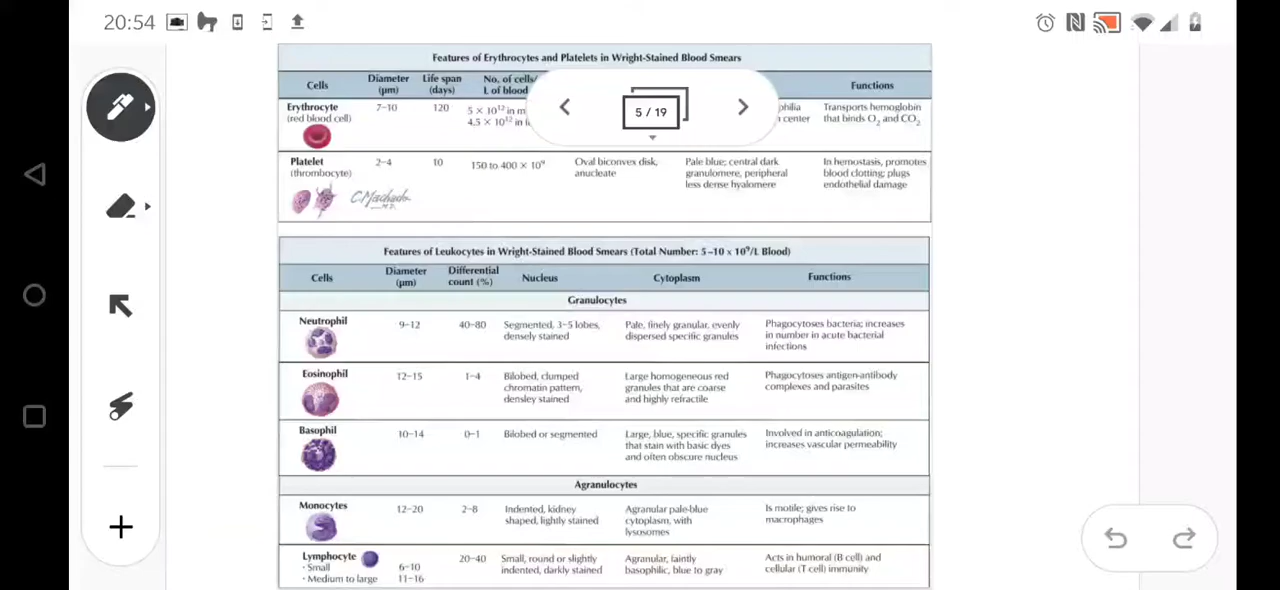 20:54
Features of Erythrocytes and Platelets in Wright-Stained Blood Smears
Cells Diameter (μm) Life span (days) No. of cells/ L of blood Functions
Erythrocyte (red blood cell) 7–10 120 5 × 10¹² in m 4.5 × 10¹² in philia center Transports hemoglobin that binds O₂ and CO₂
5 / 19
Platelet (thrombocyte) 2–4 10 150 to 400 × 10⁹ Oval biconvex disk, anucleate Pale blue; central dark granulomere, peripheral less dense hyalomere In hemostasis, promotes blood clotting; plugs endothelial damage
C. Machado M.D.
Features of Leukocytes in Wright-Stained Blood Smears (Total Number: 5–10 x 10⁹/L Blood)
Cells Diameter (μm) Differential count (%) Nucleus Cytoplasm Functions
Granulocytes
Neutrophil 9–12 40–80 Segmented, 3–5 lobes, densely stained Pale, finely granular, evenly dispersed specific granules Phagocytoses bacteria; increases in number in acute bacterial infections
Eosinophil 12–15 1–4 Bilobed, clumped chromatin pattern, densley stained Large homogeneous red granules that are coarse and highly refractile Phagocytoses antigen-antibody complexes and parasites
Basophil 10–14 0–1 Bilobed or segmented Large, blue, specific granules that stain with basic dyes and often obscure nucleus Involved in anticoagulation; increases vascular permeability
Agranulocytes
Monocytes 12–20 2–8 Indented, kidney shaped, lightly stained Agranular pale-blue cytoplasm, with lysosomes Is motile; gives rise to macrophages
Lymphocyte · Small · Medium to large 6–10 11–16 20–40 Small, round or slightly indented, darkly stained Agranular, faintly basophilic, blue to gray Acts in humoral (B cell) and cellular (T cell) immunity